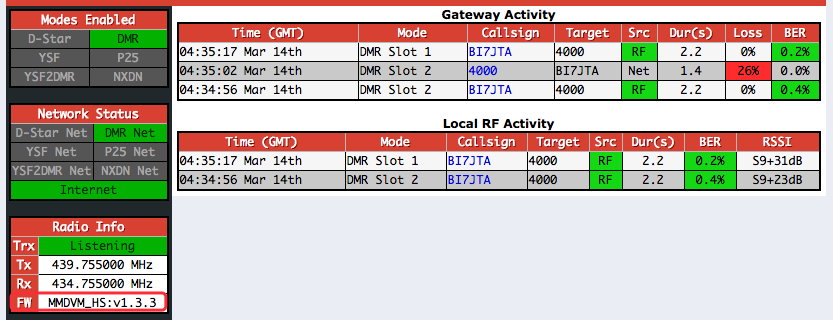 Modes Enabled
D-Star DMR
YSF P25
YSF2DMR NXDN
Network Status
D-Star Net DMR Net
YSF Net P25 Net
YSF2DMR Net NXDN Net
Internet
Radio Info
Trx Listening
Tx 439.755000 MHz
Rx 434.755000 MHz
FW MMDVM_HS:v1.3.3
Gateway Activity
Time (GMT) Mode Callsign Target Src Dur(s) Loss BER
04:35:17 Mar 14th DMR Slot 1 BI7JTA 4000 RF 2.2 0% 0.2%
04:35:02 Mar 14th DMR Slot 2 4000 BI7JTA Net 1.4 26% 0.0%
04:34:56 Mar 14th DMR Slot 2 BI7JTA 4000 RF 2.2 0% 0.4%
Local RF Activity
Time (GMT) Mode Callsign Target Src Dur(s) BER RSSI
04:35:17 Mar 14th DMR Slot 1 BI7JTA 4000 RF 2.2 0.2% S9+31dB
04:34:56 Mar 14th DMR Slot 2 BI7JTA 4000 RF 2.2 0.4% S9+23dB